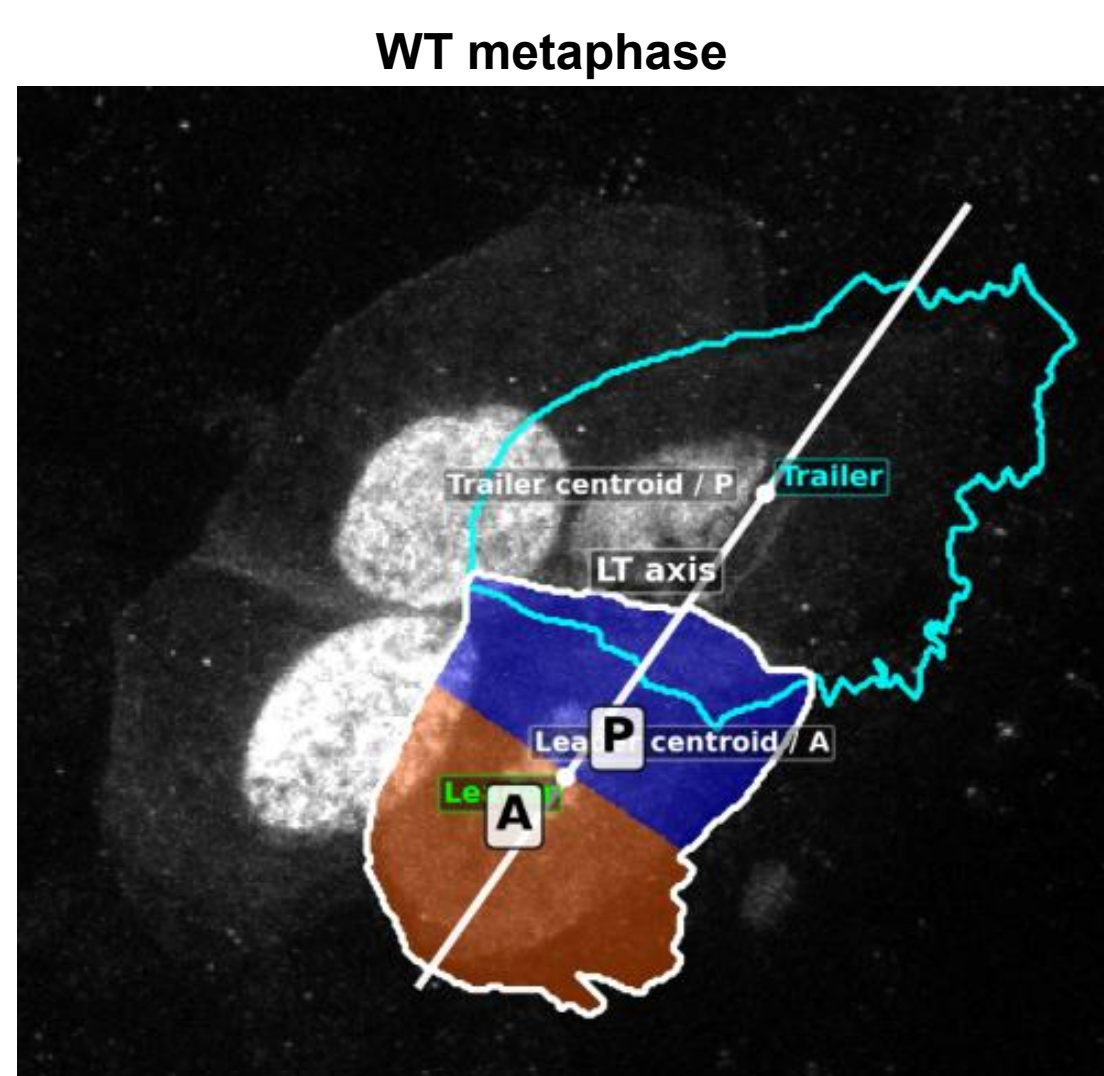 WT metaphase
Trailer
Trailer centroid / P
LT axis
P
centroid / A
A